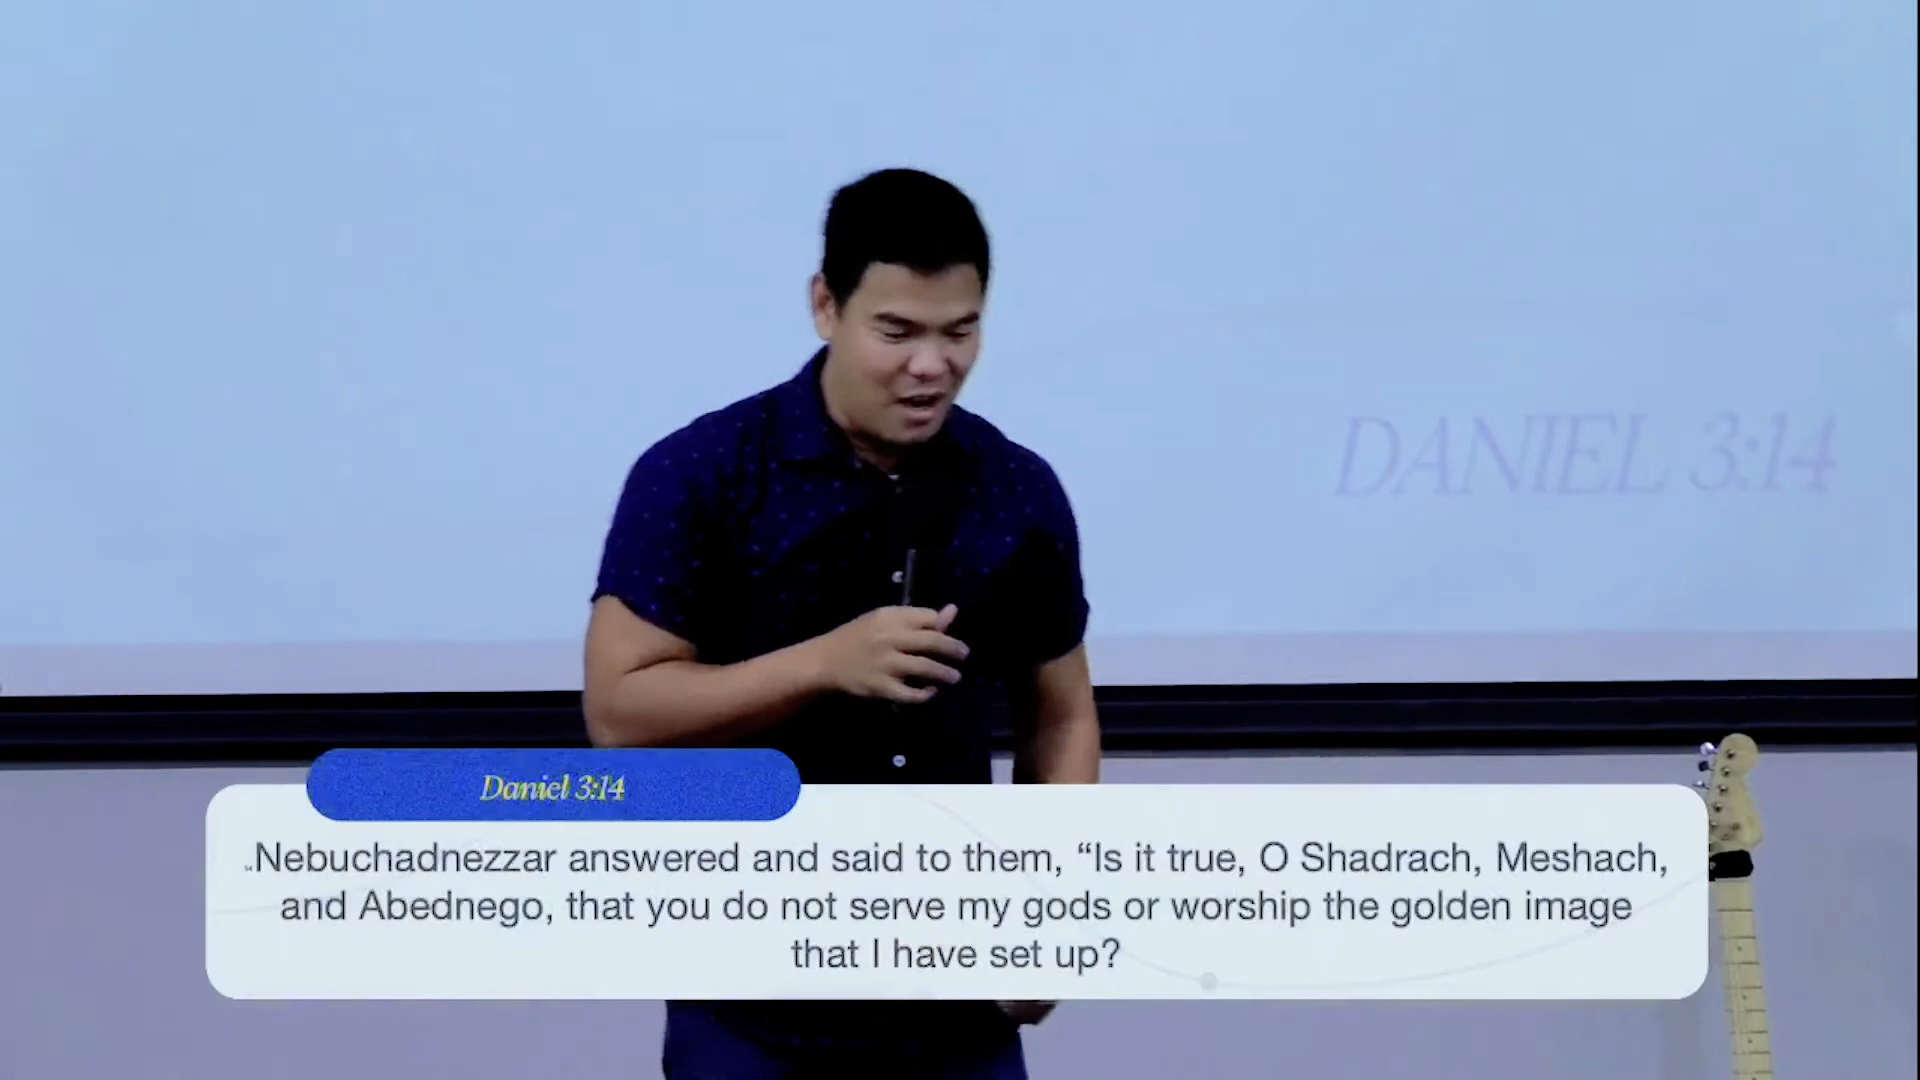 DANIEL 3:14
Daniel 3:14
Nebuchadnezzar answered and said to them, “Is it true, O Shadrach, Meshach,
and Abednego, that you do not serve my gods or worship the golden image
that I have set up?